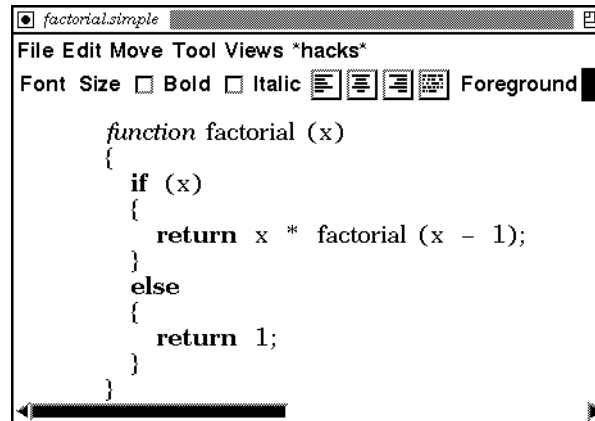 factorial.simple
File Edit Move Tool Views *hacks*
Font Size Bold Italic Foreground
function factorial (x)
{
if (x)
{
return x * factorial (x - 1);
}
else
{
return 1;
}
}